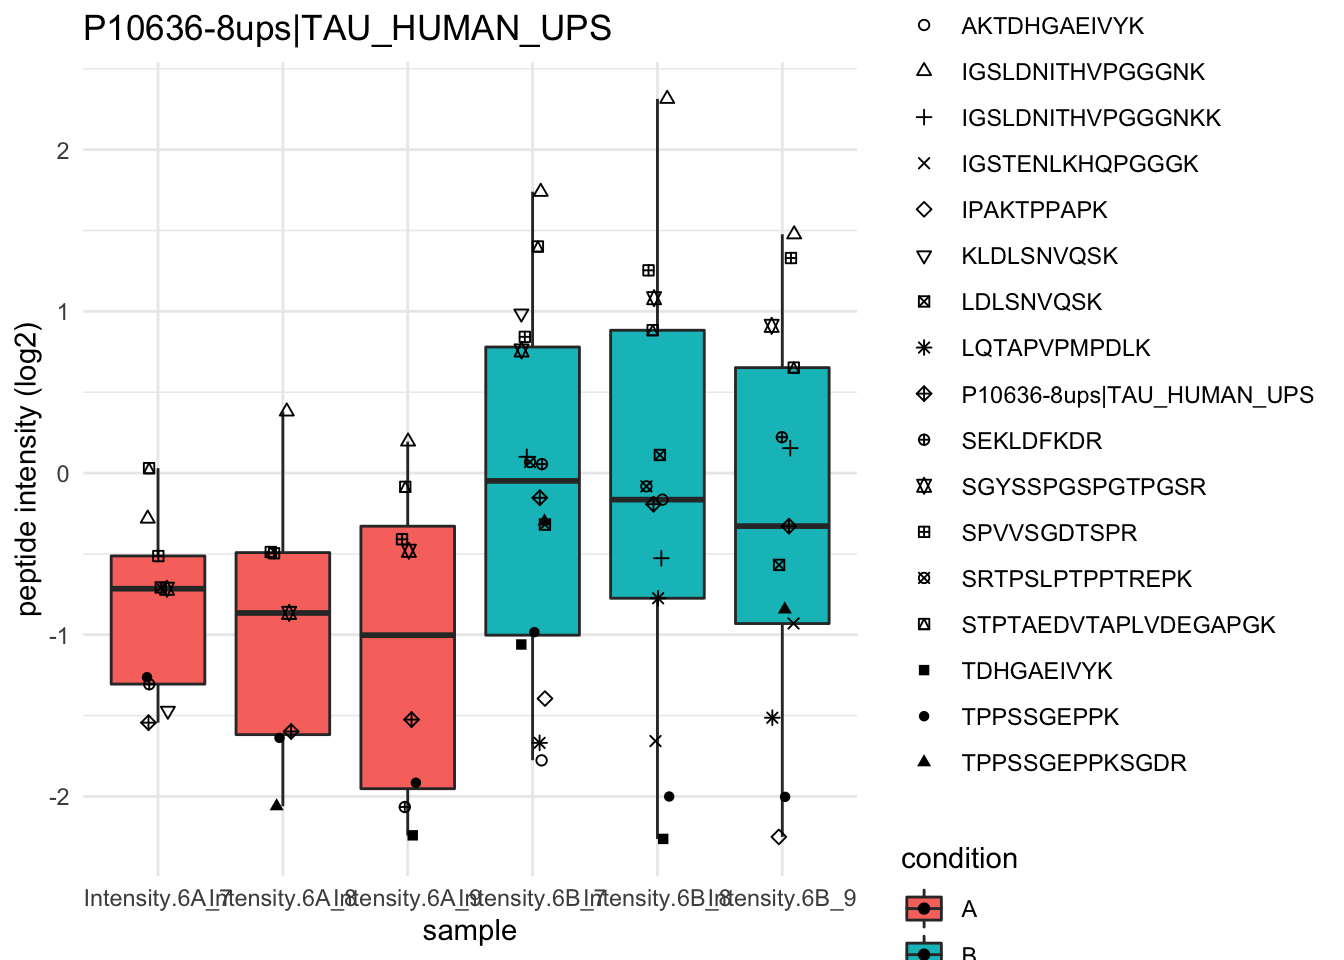 P10636-8ups|TAU_HUMAN_UPS
peptide intensity (log2)
2
1
0
-1
-2
Intensity.6A_7
Intensity.6A_8
Intensity.6A_9
Intensity.6B_7
Intensity.6B_8
Intensity.6B_9
sample
AKTDHGAEIVYK
IGSLDNITHVPGGGNK
IGSLDNITHVPGGGNKK
IGSTENLKHQPGGGK
IPAKTPPAPK
KLDLSNVQSK
LDLSNVQSK
LQTAPVPMPDLK
P10636-8ups|TAU_HUMAN_UPS
SEKLDFKDR
SGYSSPGSPGTPGSR
SPVVSGDTSPR
SRTPSLPTPPTREPK
STPTAEDVTAPLVDEGAPGK
TDHGAEIVYK
TPPSSGEPPK
TPPSSGEPPKSGDR
condition
A
B